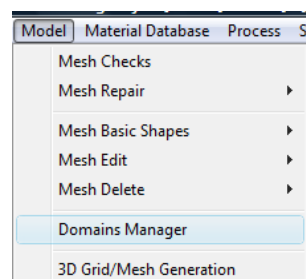 Model Material Database Process
Mesh Checks
Mesh Repair
Mesh Basic Shapes
Mesh Edit
Mesh Delete
Domains Manager
3D Grid/Mesh Generation